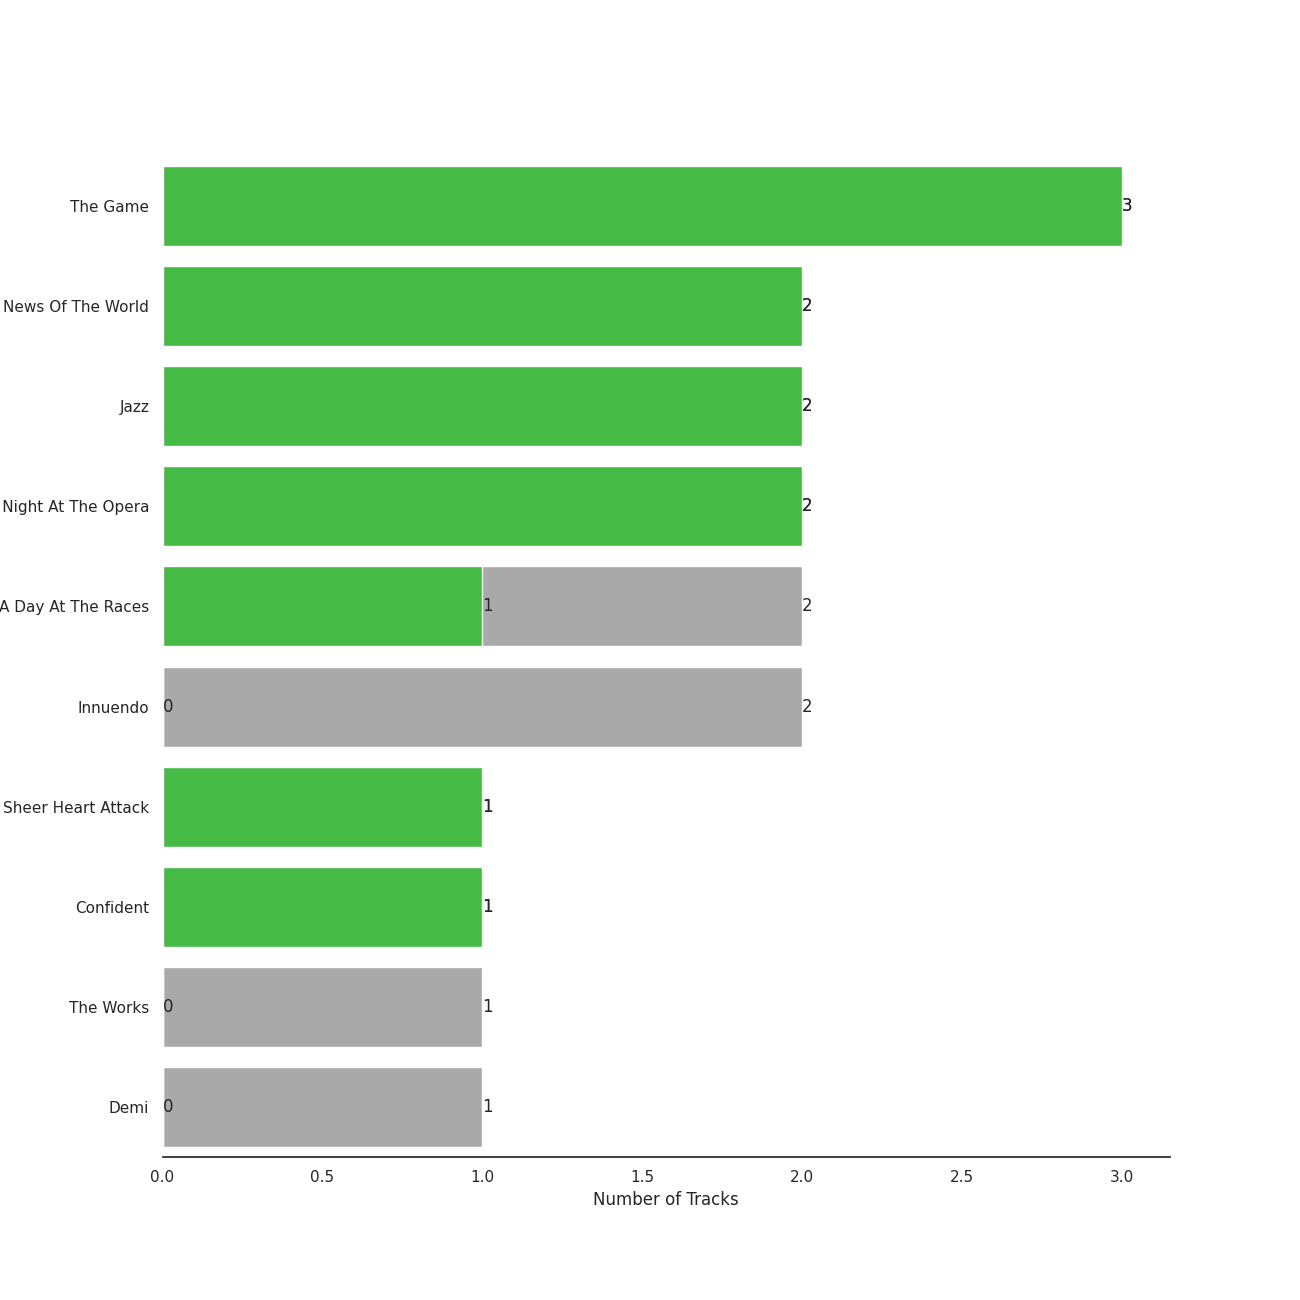 The Game 3
News Of The World 2
Jazz 2
Night At The Opera 2
A Day At The Races 1 2
Innuendo 0 2
Sheer Heart Attack 1
Confident 1
The Works 0 1
Demi 0 1
0.0 0.5 1.0 1.5 2.0 2.5 3.0
Number of Tracks